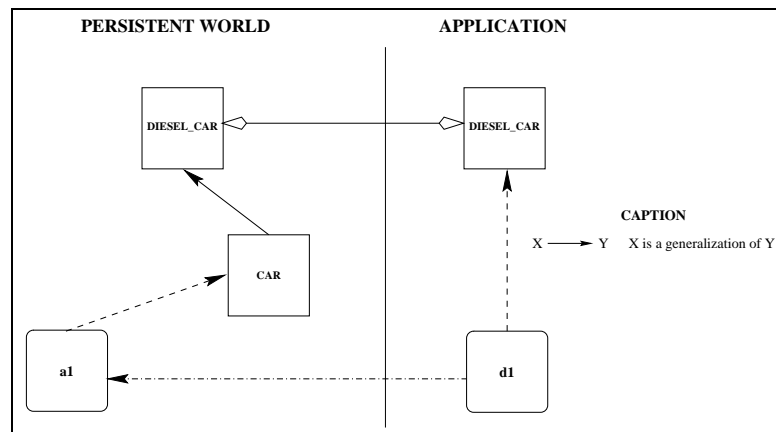 PERSISTENT WORLD
APPLICATION
DIESEL_CAR
DIESEL_CAR
CAPTION
X Y X is a generalization of Y
CAR
a1
d1